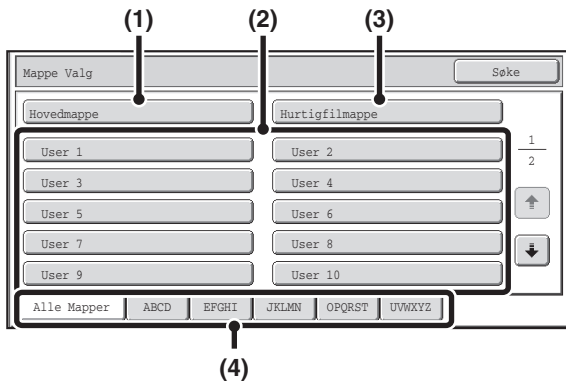 (1) (2) (3)
Mappe Valg Søke
Hovedmappe Hurtigfilmappe
User 1 User 2 1
2
User 3 User 4
User 5 User 6
User 7 User 8
User 9 User 10
Alle Mapper ABCD EFGHI JKLMN OPQRST UVWXYZ
(4)